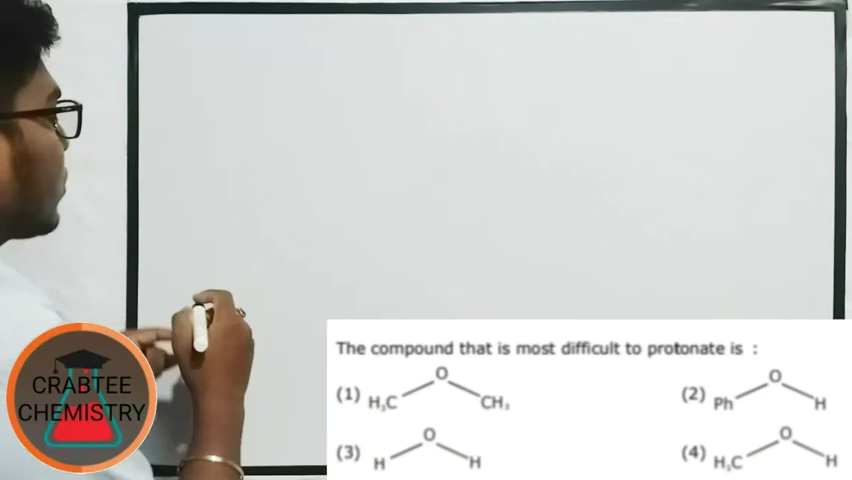 CRABTEE
CHEMISTRY
The compound that is most difficult to protonate is :
(1) H₃C O CH₃
(2) Ph O H
(3) H O H
(4) H₃C O H